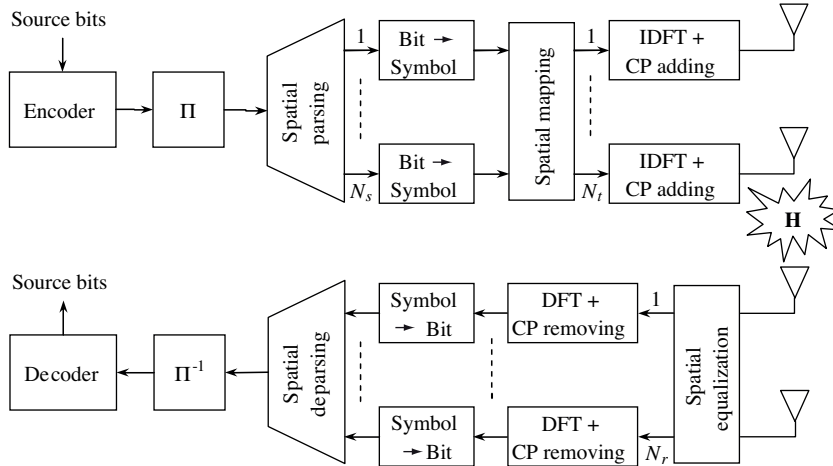 Source bits
Encoder
Π
Spatial parsing
1
Bit →
Symbol
Spatial mapping
1
IDFT +
CP adding
N_s
Bit →
Symbol
N_t
IDFT +
CP adding
H
Source bits
Decoder
Π^-1
Spatial
deparsing
Symbol
→ Bit
DFT +
CP removing
1
Spatial
equalization
Symbol
→ Bit
DFT +
CP removing
N_r